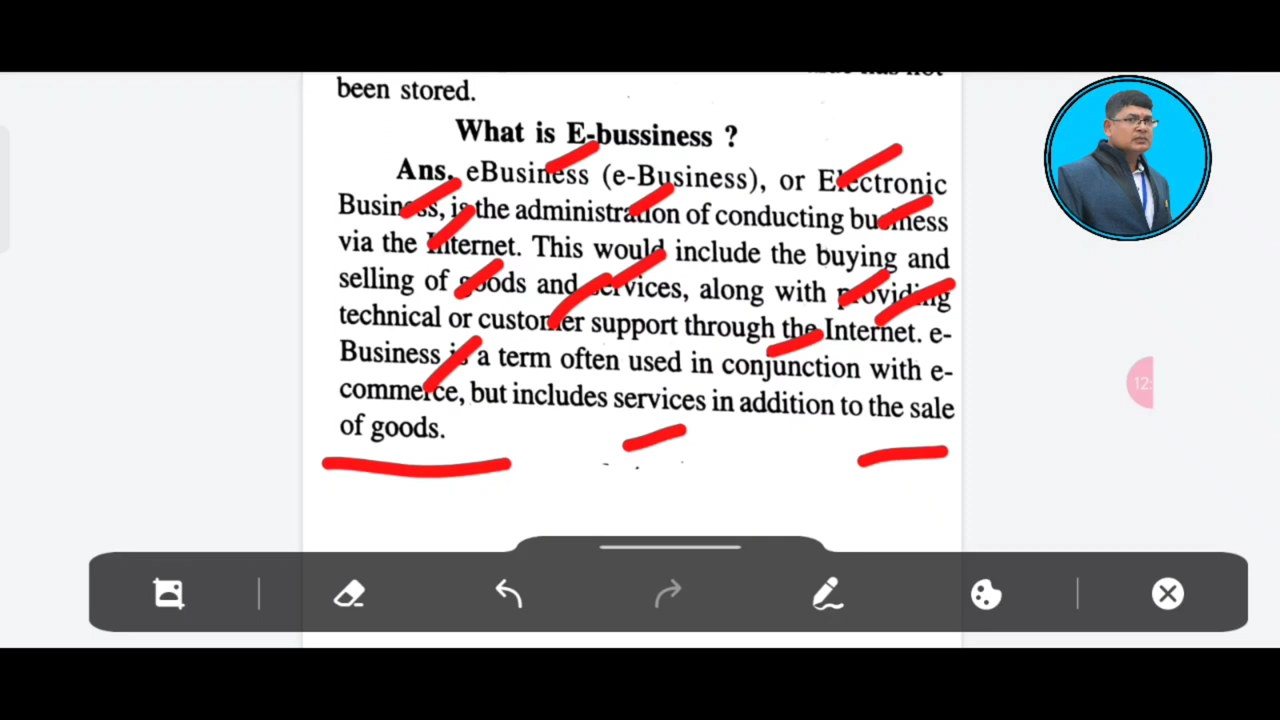 been stored.
What is E-bussiness ?
Ans. eBusiness (e-Business), or Electronic
Business, is the administration of conducting business
via the Internet. This would include the buying and
selling of goods and services, along with providing
technical or customer support through the Internet. e-
Business is a term often used in conjunction with e-
commerce, but includes services in addition to the sale
of goods.
12: